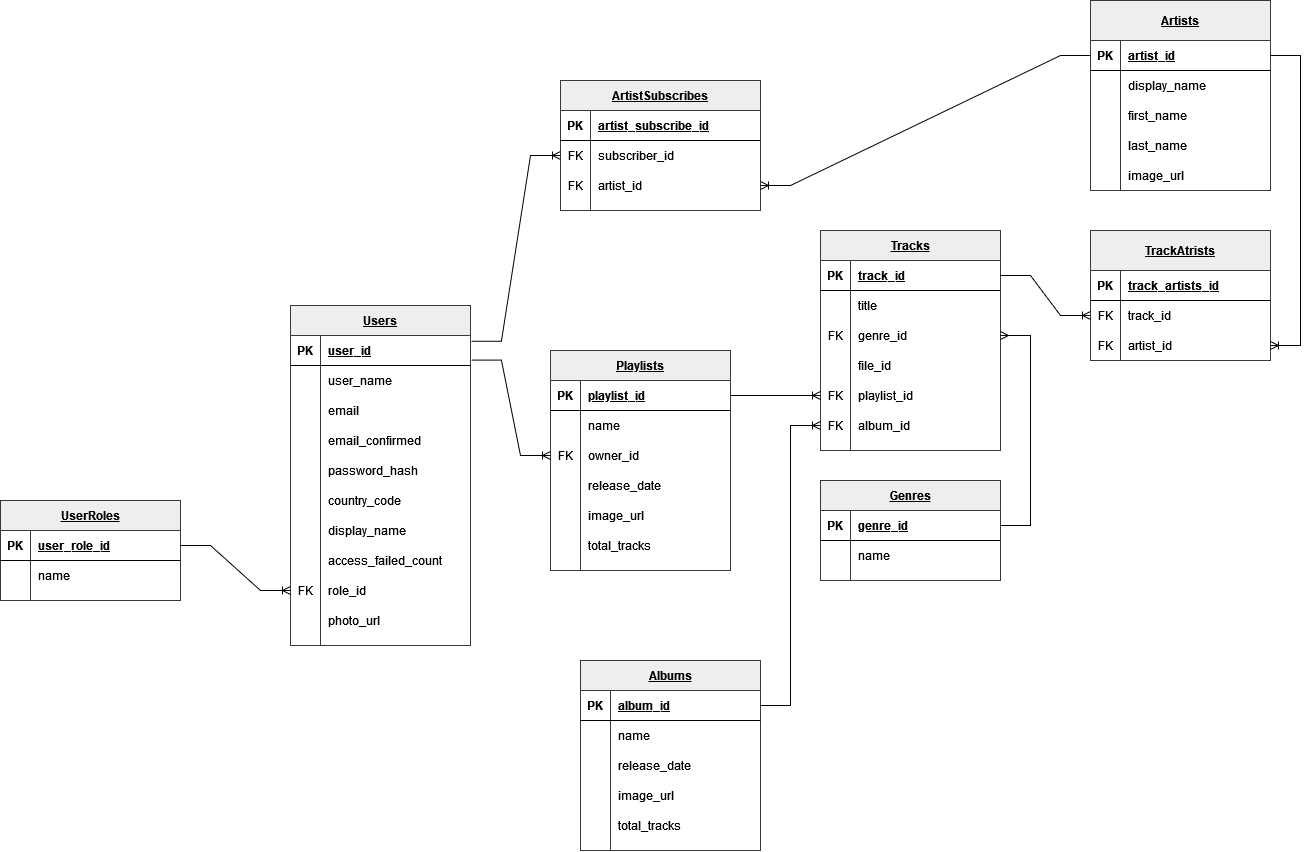 Artists
PK artist_id
display_name
first_name
last_name
image_url
ArtistSubscribes
PK artist_subscribe_id
FK subscriber_id
FK artist_id
Tracks
PK track_id
title
FK genre_id
file_id
FK playlist_id
FK album_id
TrackAtrists
PK track_artists_id
FK track_id
FK artist_id
Users
PK user_id
user_name
email
email_confirmed
password_hash
country_code
display_name
access_failed_count
FK role_id
photo_url
Playlists
PK playlist_id
name
FK owner_id
release_date
image_url
total_tracks
Genres
PK genre_id
name
UserRoles
PK user_role_id
name
Albums
PK album_id
name
release_date
image_url
total_tracks